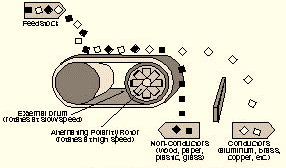 Feedstock
External Drum
(rotates at slow speed)
Alternating Polarity Rotor
(rotates at high speed)
Non-Conductors
(wood, paper,
plastic, glass)
Conductors
(aluminum, brass,
copper, etc.)